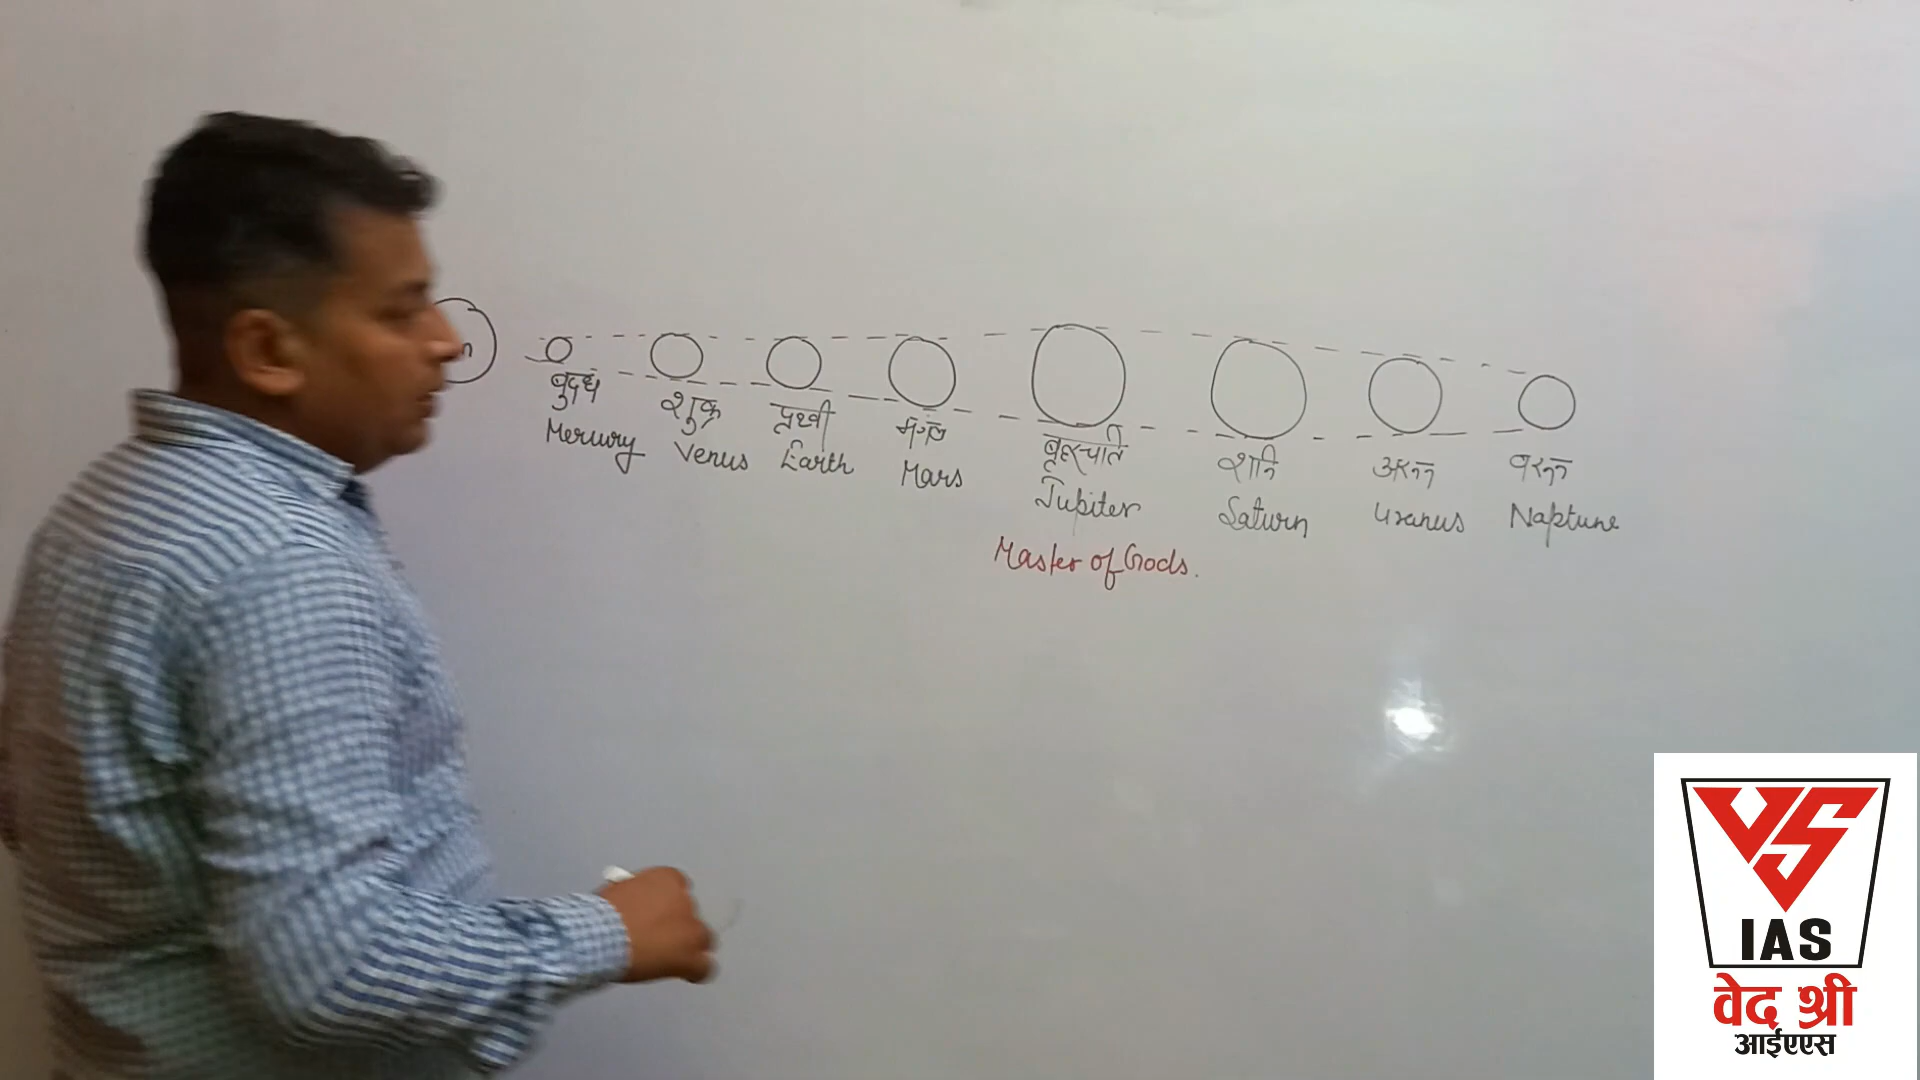 n
बुद्ध
Merury
शुक्र
Venus
पृथ्वी
Earth
मंगल
Mars
बृहस्पति
Jupiter
Master of Gods.
शनि
Saturn
अरुन
Uranus
वरुन
Naptune
VS
IAS
वेद श्री
आईएएस